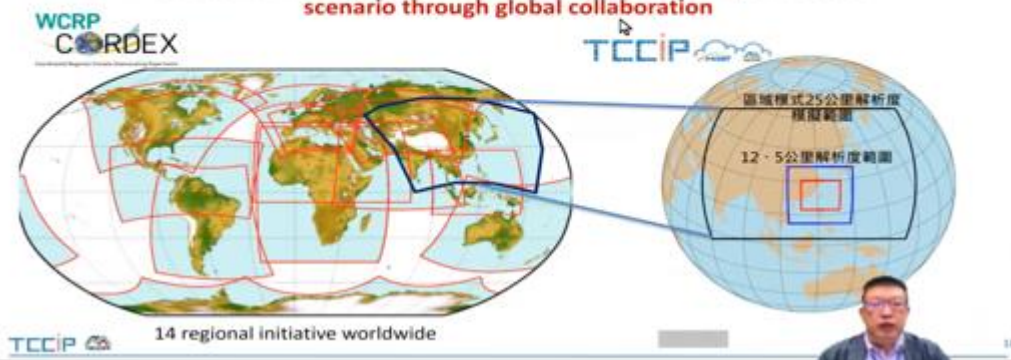 scenario through global collaboration
WCRP
CORDEX
TCCiP
區域模式25公里解析度
模擬範圍
12、5公里解析度範圍
14 regional initiative worldwide
TCCiP